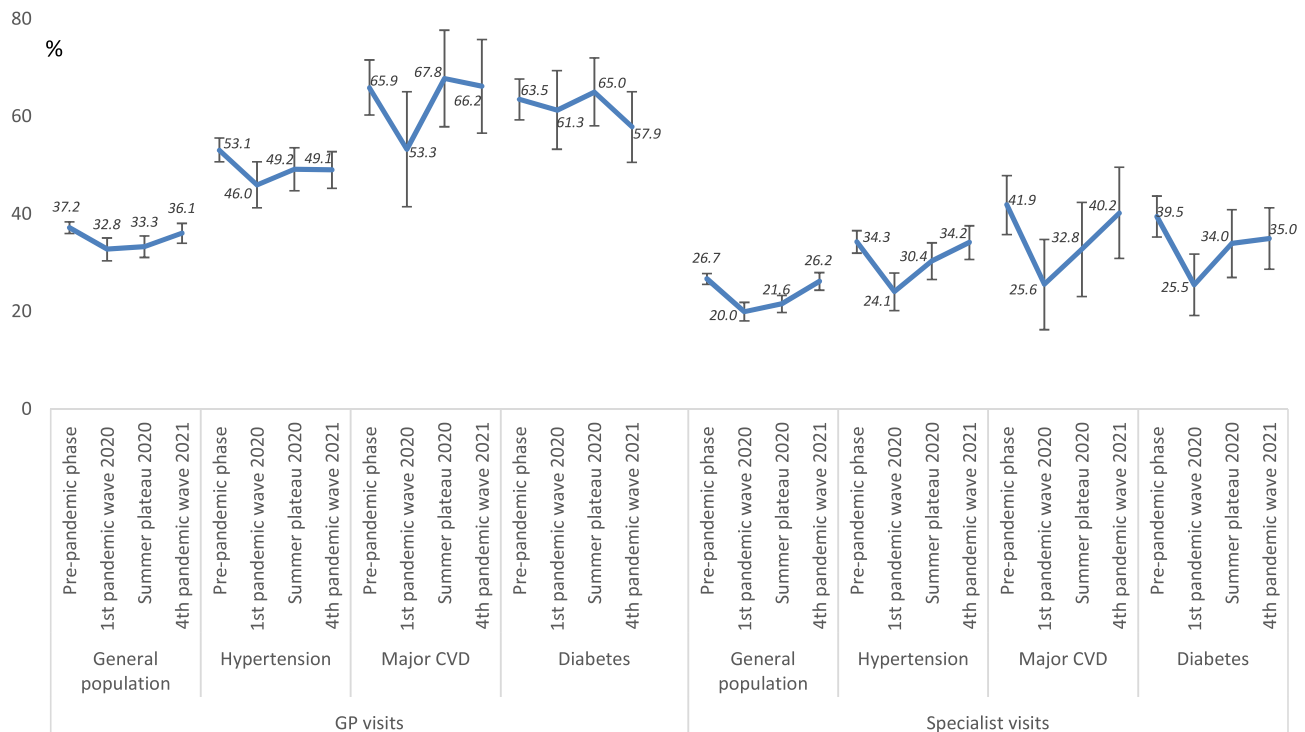 80
%
60
40
20
0
37.2
32.8
33.3
36.1
53.1
46.0
49.2
49.1
65.9
53.3
67.8
66.2
63.5
61.3
65.0
57.9
26.7
20.0
21.6
26.2
34.3
24.1
30.4
34.2
41.9
25.6
32.8
40.2
39.5
25.5
34.0
35.0
Pre-pandemic phase
1st pandemic wave 2020
Summer plateau 2020
4th pandemic wave 2021
Pre-pandemic phase
1st pandemic wave 2020
Summer plateau 2020
4th pandemic wave 2021
Pre-pandemic phase
1st pandemic wave 2020
Summer plateau 2020
4th pandemic wave 2021
Pre-pandemic phase
1st pandemic wave 2020
Summer plateau 2020
4th pandemic wave 2021
Pre-pandemic phase
1st pandemic wave 2020
Summer plateau 2020
4th pandemic wave 2021
Pre-pandemic phase
1st pandemic wave 2020
Summer plateau 2020
4th pandemic wave 2021
Pre-pandemic phase
1st pandemic wave 2020
Summer plateau 2020
4th pandemic wave 2021
Pre-pandemic phase
1st pandemic wave 2020
Summer plateau 2020
4th pandemic wave 2021
General
population
Hypertension
Major CVD
Diabetes
General
population
Hypertension
Major CVD
Diabetes
GP visits
Specialist visits